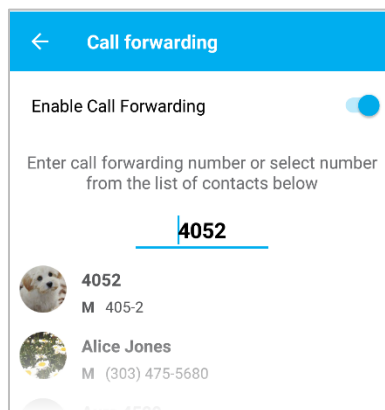 Call forwarding
Enable Call Forwarding
Enter call forwarding number or select number
from the list of contacts below
4052
4052
M 405-2
Alice Jones
M (303) 475-5680